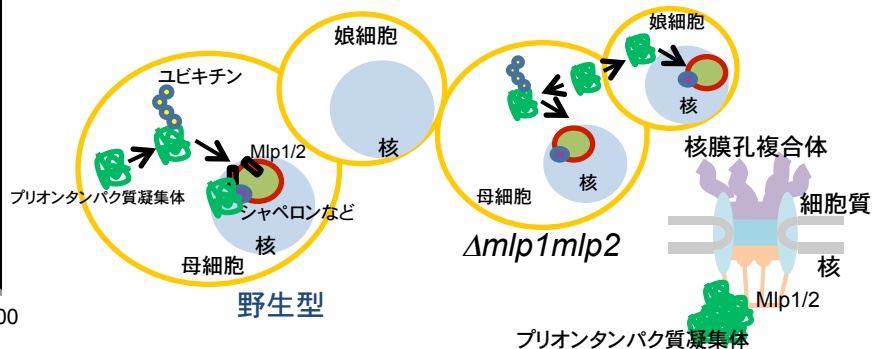 娘細胞
核
ユビキチン
Mlp1/2
プリオンタンパク質凝集体
シャペロンなど
核
母細胞
野生型
娘細胞
核
核
母細胞
Δmlp1mlp2
核膜孔複合体
細胞質
核
Mlp1/2
プリオンタンパク質凝集体
00